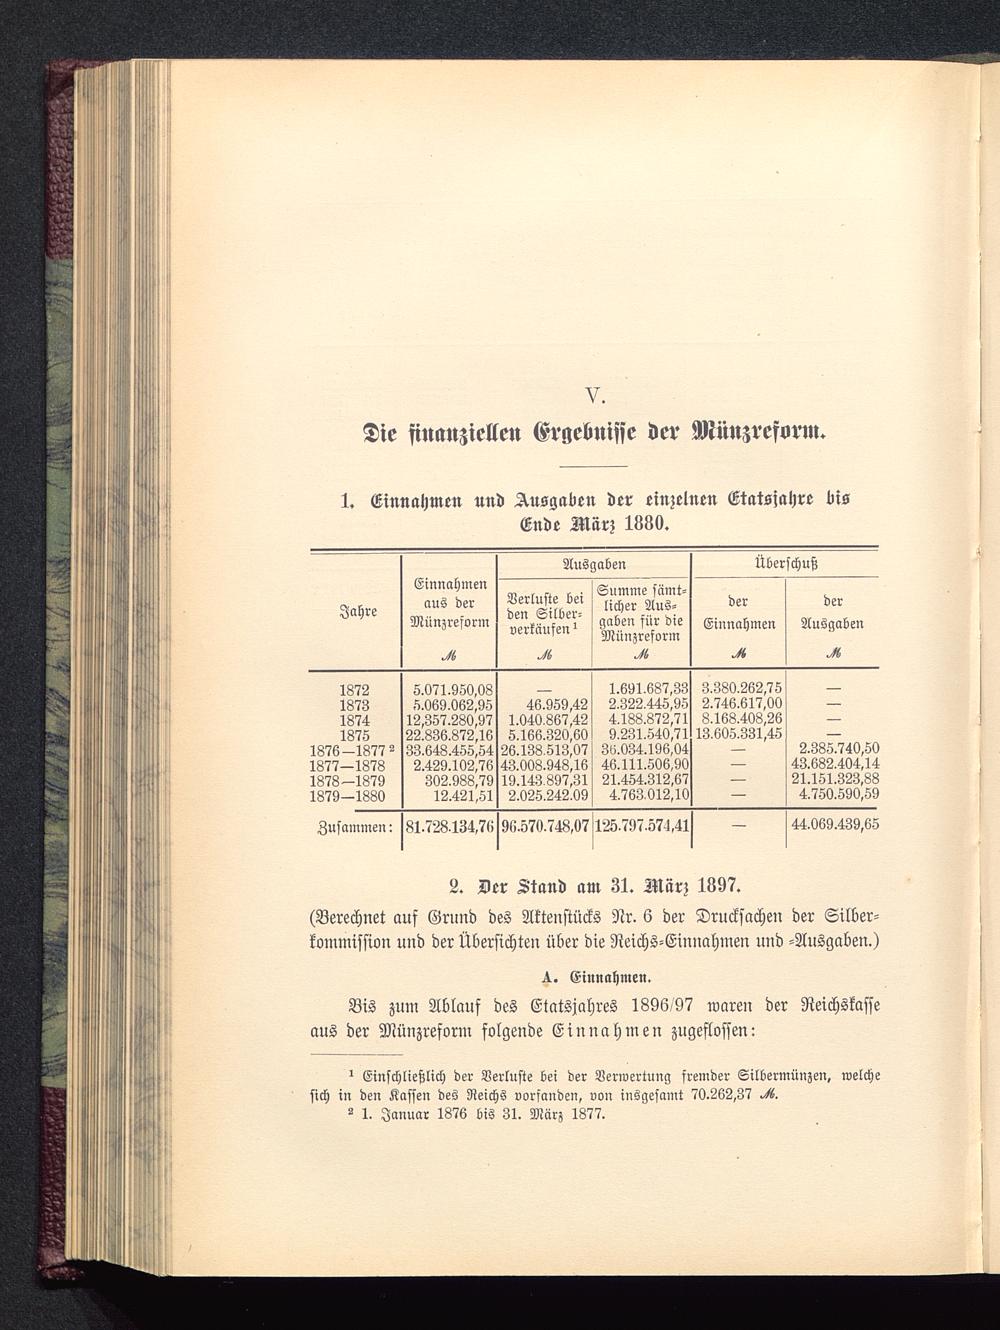 V.
Die finanziellen Ergebnisse der Münzreform.
1. Einnahmen und Ausgaben der einzelnen Etatsjahre bis
Ende März 1880.
Jahre | Einnahmen aus der Münzreform ℳ | Ausgaben: Verluste bei den Silber-verkäufen ¹ ℳ | Summe sämt-licher Aus-gaben für die Münzreform ℳ | Überschuß der Einnahmen ℳ | der Ausgaben ℳ
1872 | 5.071.950,08 | — | 1.691.687,33 | 3.380.262,75 | —
1873 | 5.069.062,95 | 46.959,42 | 2.322.445,95 | 2.746.617,00 | —
1874 | 12,357.280,97 | 1.040.867,42 | 4.188.872,71 | 8.168.408,26 | —
1875 | 22.836.872,16 | 5.166.320,60 | 9.231.540,71 | 13.605.331,45 | —
1876—1877 ² | 33.648.455,54 | 26.138.513,07 | 36.034.196,04 | — | 2.385.740,50
1877—1878 | 2.429.102,76 | 43.008.948,16 | 46.111.506,90 | — | 43.682.404,14
1878—1879 | 302.988,79 | 19.143.897,31 | 21.454.312,67 | — | 21.151.323,88
1879—1880 | 12.421,51 | 2.025.242.09 | 4.763.012,10 | — | 4.750.590,59
Zusammen: | 81.728.134,76 | 96.570.748,07 | 125.797.574,41 | — | 44.069.439,65
2. Der Stand am 31. März 1897.
(Berechnet auf Grund des Aktenstücks Nr. 6 der Drucksachen der Silber-
kommission und der Übersichten über die Reichs-Einnahmen und -Ausgaben.)
A. Einnahmen.
Bis zum Ablauf des Etatsjahres 1896/97 waren der Reichskasse
aus der Münzreform folgende Einnahmen zugeflossen:
¹ Einschließlich der Verluste bei der Verwertung fremder Silbermünzen, welche
sich in den Kassen des Reichs vorfanden, von insgesamt 70.262,37 ℳ.
² 1. Januar 1876 bis 31. März 1877.